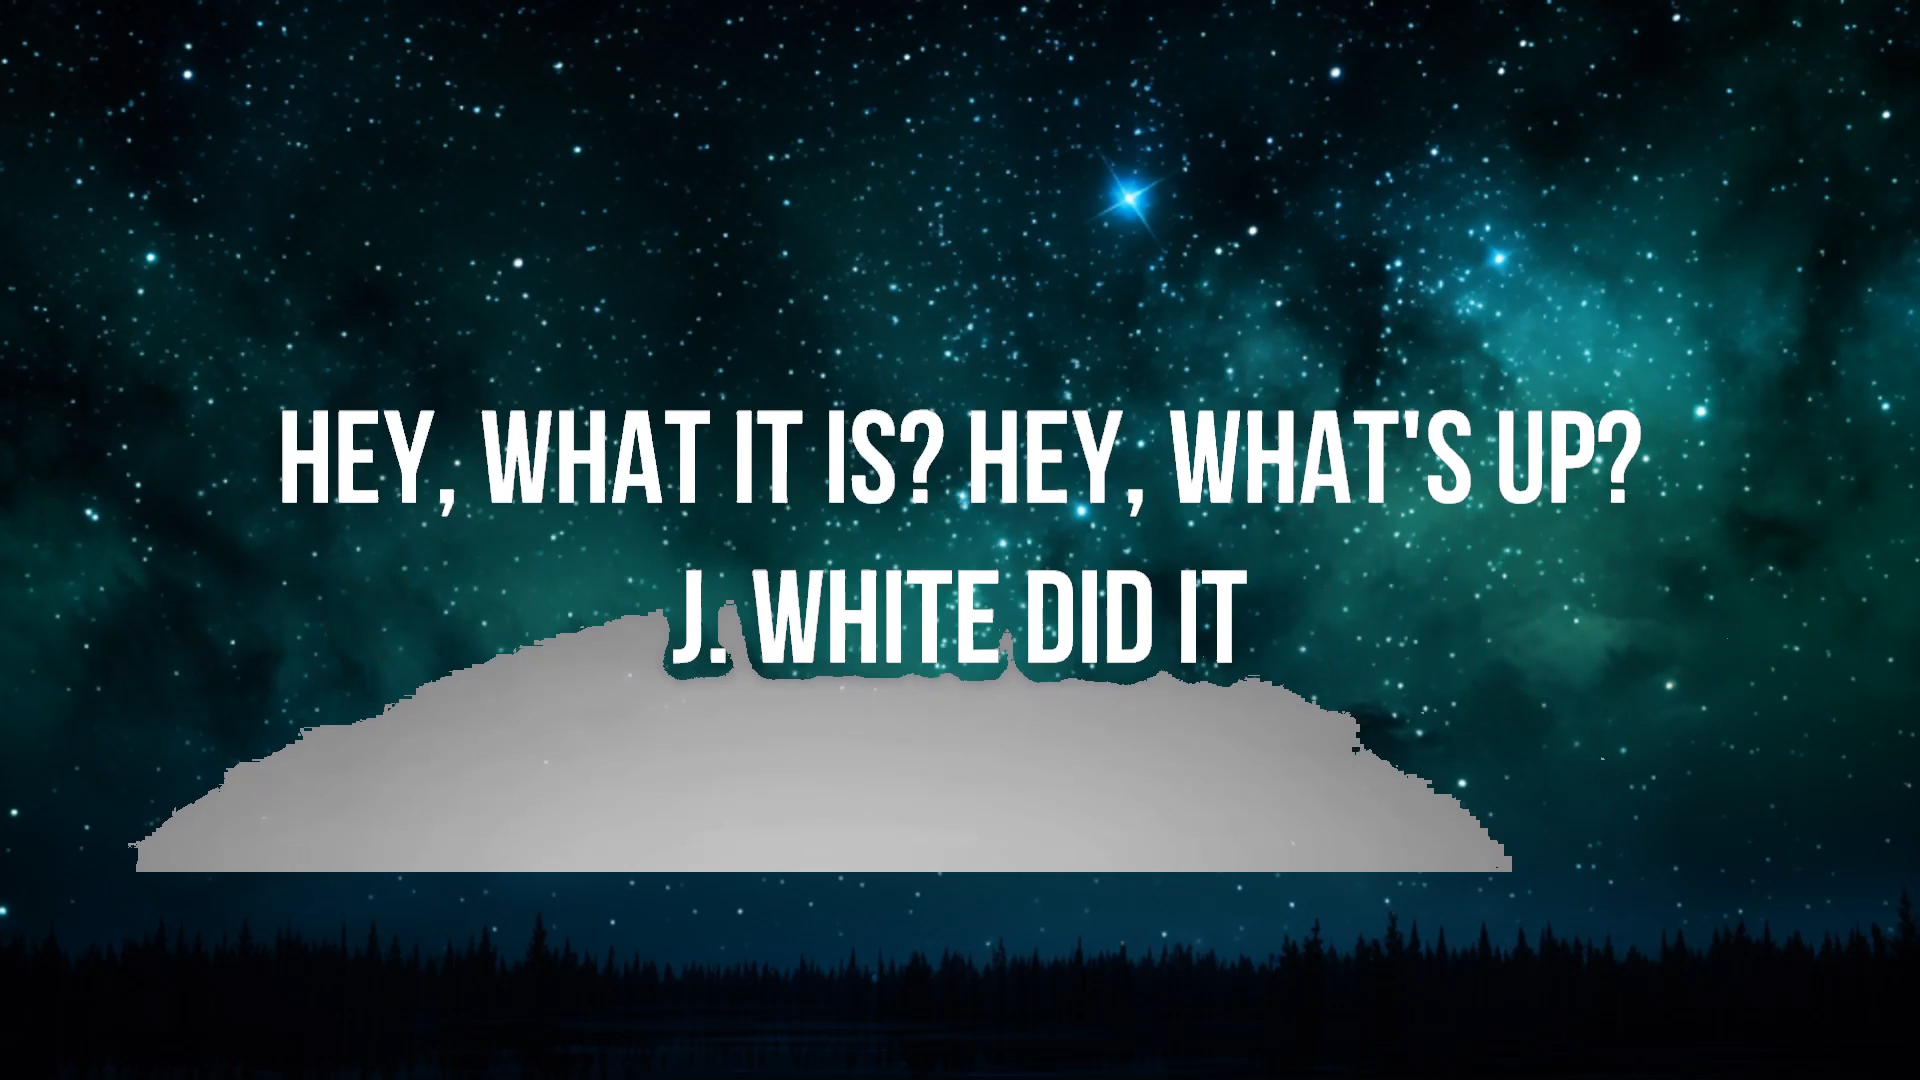 HEY, WHAT IT IS? HEY, WHAT'S UP?
J. WHITE DID IT